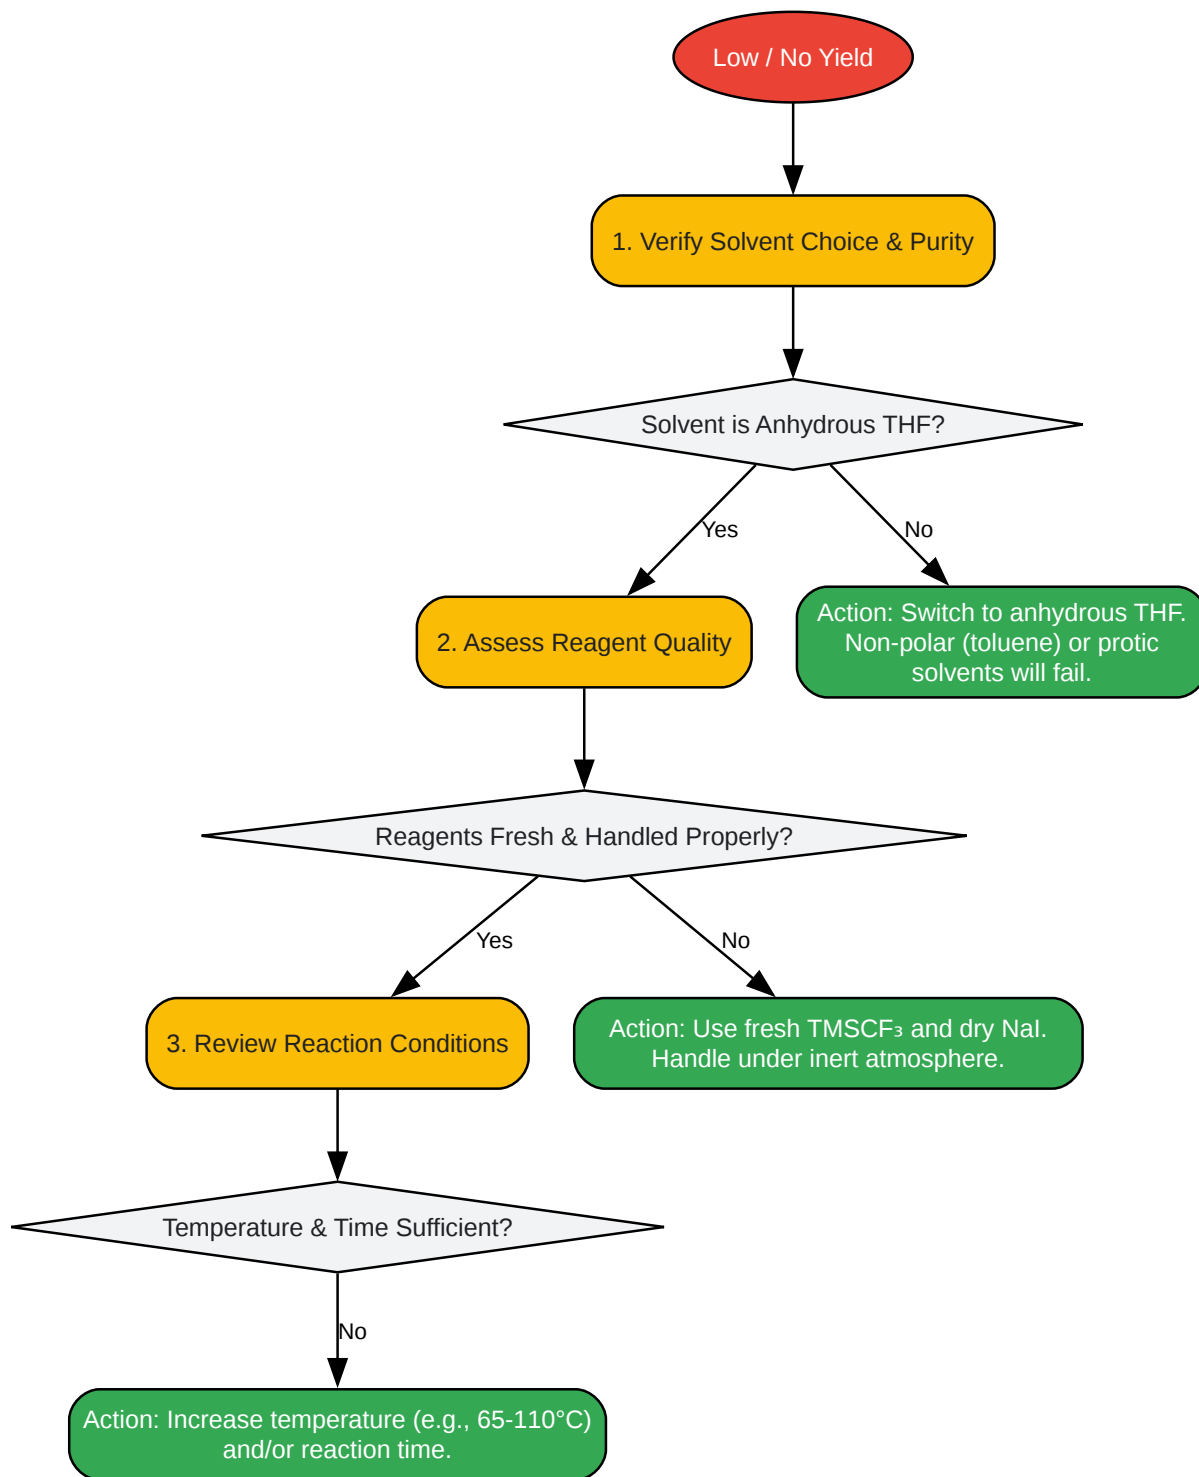 Low / No Yield
1. Verify Solvent Choice & Purity
Solvent is Anhydrous THF?
Yes
No
Action: Switch to anhydrous THF.
Non-polar (toluene) or protic
solvents will fail.
2. Assess Reagent Quality
Reagents Fresh & Handled Properly?
Yes
No
3. Review Reaction Conditions
Action: Use fresh TMSCF₃ and dry NaI.
Handle under inert atmosphere.
Temperature & Time Sufficient?
No
Action: Increase temperature (e.g., 65-110°C)
and/or reaction time.